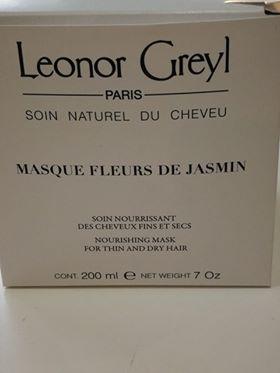 Leonor Greyl
PARIS
SOIN NATUREL DU CHEVEU
MASQUE FLEURS DE JASMIN
SOIN NOURRISSANT
DES CHEVEUX FINS ET SECS
NOURISHING MASK
FOR THIN AND DRY HAIR
CONT. 200 ml ℮ NET WEIGHT 7 Oz